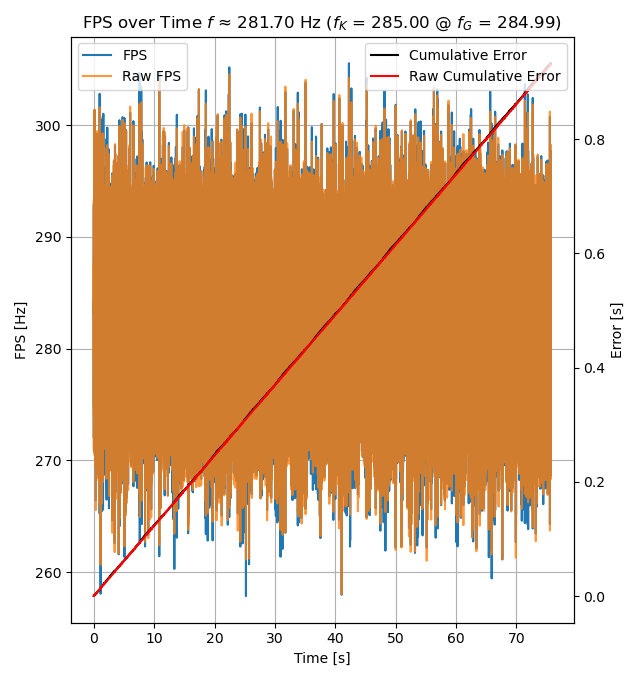 FPS over Time f ≈ 281.70 Hz (f_K = 285.00 @ f_G = 284.99)
FPS
Raw FPS
Cumulative Error
Raw Cumulative Error
FPS [Hz]
300
290
280
270
260
0.8
0.6
0.4
0.2
0.0
Error [s]
0 10 20 30 40 50 60 70
Time [s]